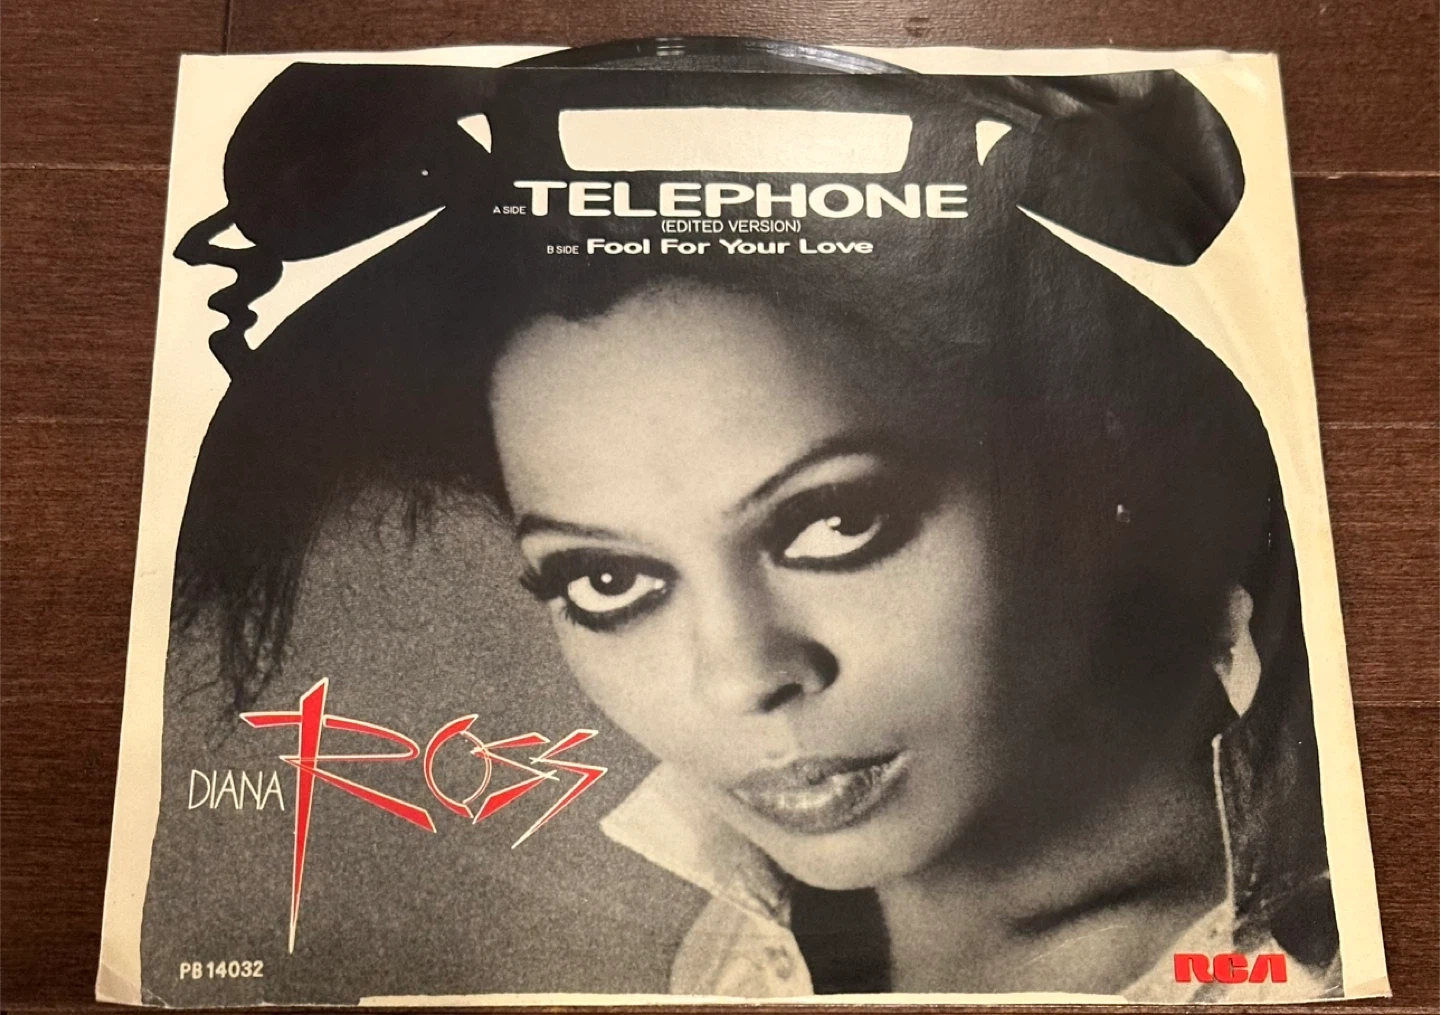 A SIDE TELEPHONE
(EDITED VERSION)
B SIDE Fool For Your Love
DIANA ROSS
PB 14032
RCA